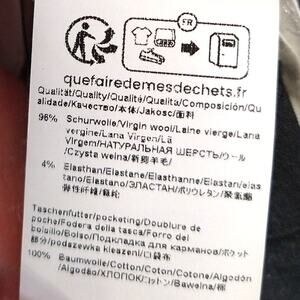 FR
quefairedemesdechets.fr
Qualität/Quality/Qualité/Qualità/Composición/Qu
alidade/Качество/本体/Jakosc/面料
96% Schurwolle/Virgin wool/Laine vierge/Lana
vergine/Lana Virgen/Lã
Virgem/НАТУРАЛЬНАЯ ШЕРСТЬ/ウール
/Czysta welna/新羊毛/
4% Elasthan/Elastane/Elasthanne/Elastan/elas
tano/Elastano/ЭЛАСТАН/ポリウレタン/聚氨酯
弹性纤维/氨纶
Taschenfutter/pocketing/Doublure de
poche/Fodera della tasca/Forro del
bolsillo/Bolso/Подкладка для карманов/ポケット
部分/podszewka kieszeni/口袋布
100% Baumwolle/Cotton/Coton/Cotone/Algodón
/Algodão/ХЛОПОК/コットン/Bawelna/棉